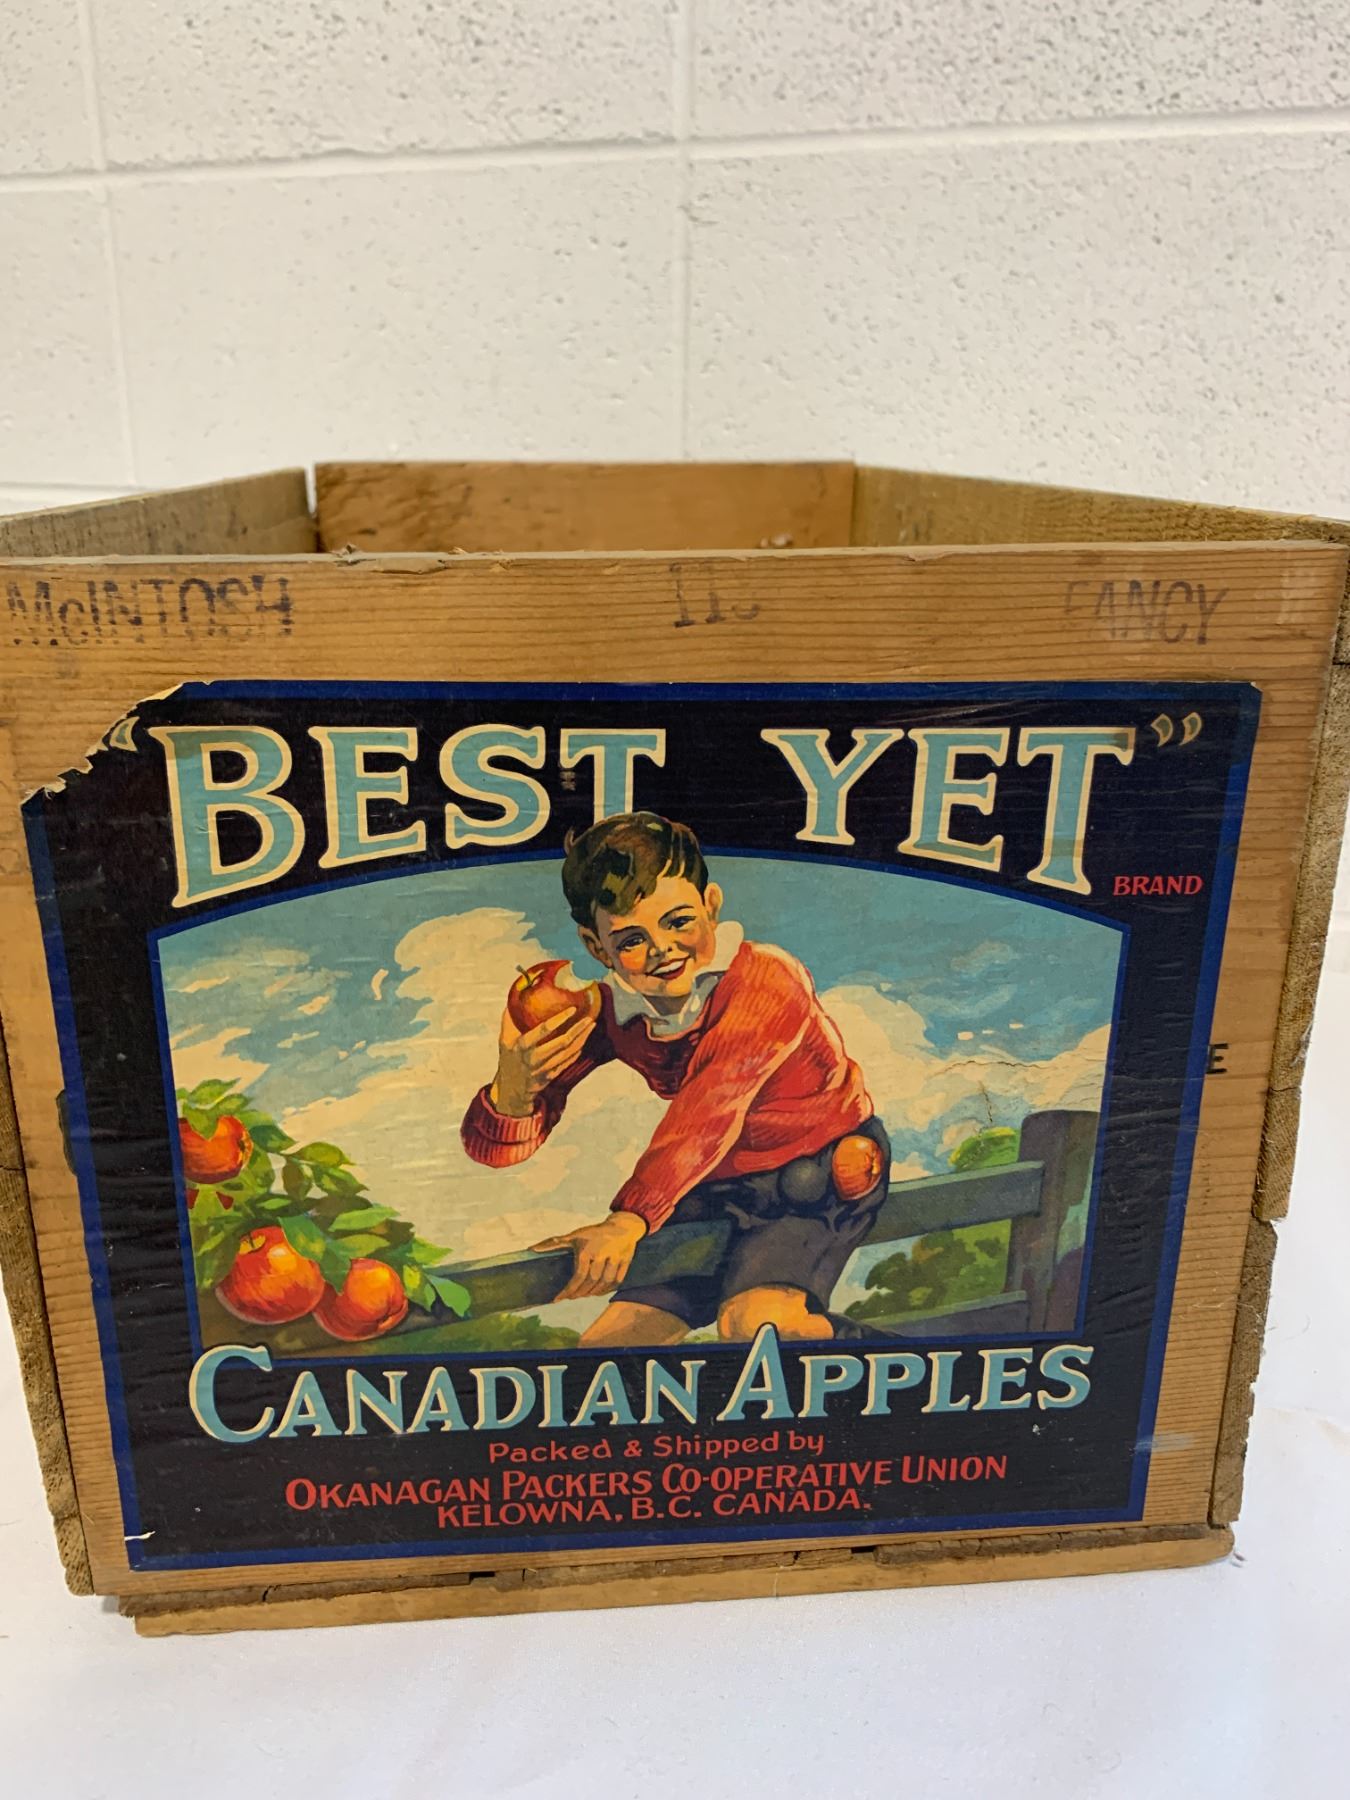 McINTOSH FANCY
"BEST YET"
BRAND
CANADIAN APPLES
Packed & Shipped by
OKANAGAN PACKERS CO-OPERATIVE UNION
KELOWNA, B.C. CANADA.